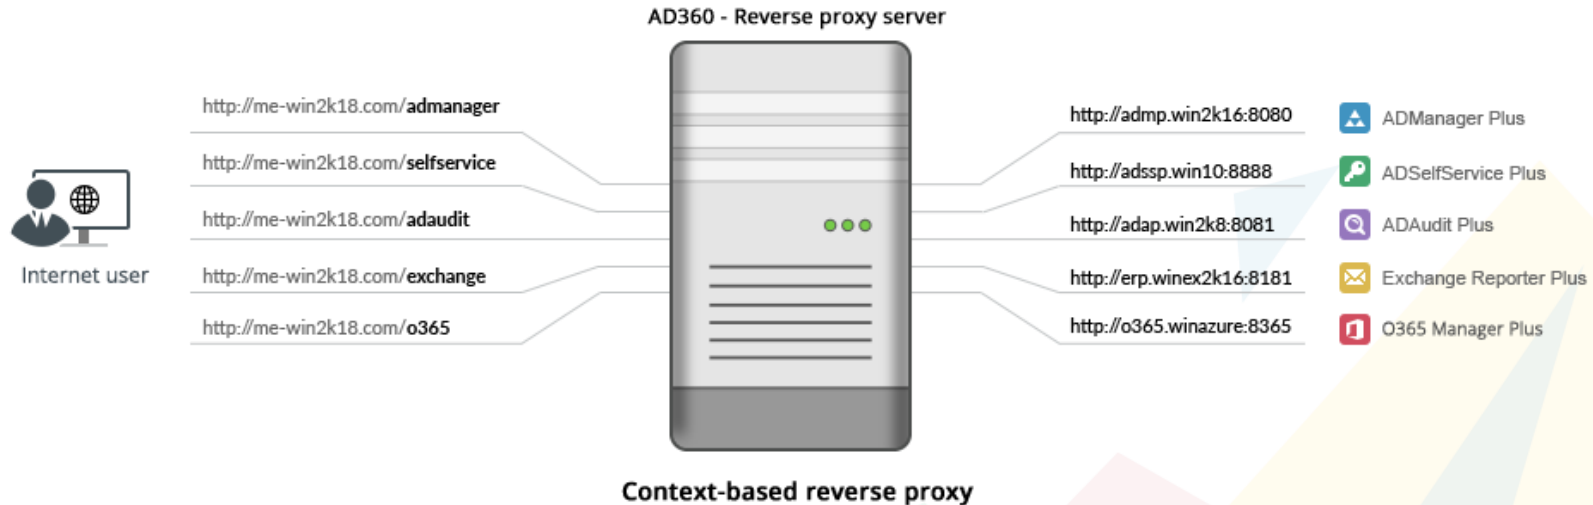 AD360 - Reverse proxy server
http://me-win2k18.com/admanager
http://me-win2k18.com/selfservice
http://me-win2k18.com/adaudit
http://me-win2k18.com/exchange
http://me-win2k18.com/o365
Internet user
http://admp.win2k16:8080 ADManager Plus
http://adssp.win10:8888 ADSelfService Plus
http://adap.win2k8:8081 ADAudit Plus
http://erp.winex2k16:8181 Exchange Reporter Plus
http://o365.winazure:8365 O365 Manager Plus
Context-based reverse proxy